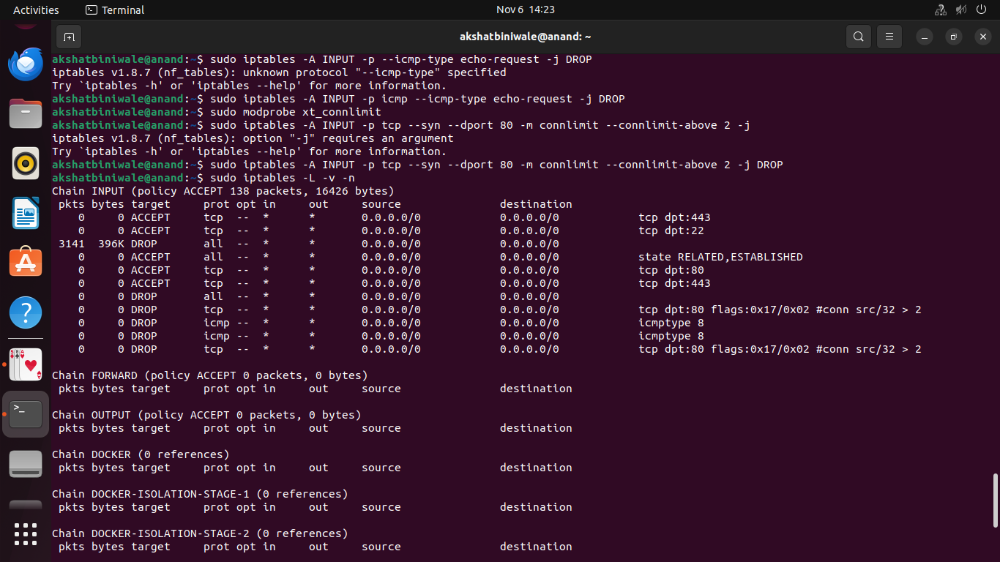 Activities Terminal Nov 6 14:23
akshatbiniwale@anand: ~
akshatbiniwale@anand:~$ sudo iptables -A INPUT -p --icmp-type echo-request -j DROP
iptables v1.8.7 (nf_tables): unknown protocol "--icmp-type" specified
Try `iptables -h' or 'iptables --help' for more information.
akshatbiniwale@anand:~$ sudo iptables -A INPUT -p icmp --icmp-type echo-request -j DROP
akshatbiniwale@anand:~$ sudo modprobe xt_connlimit
akshatbiniwale@anand:~$ sudo iptables -A INPUT -p tcp --syn --dport 80 -m connlimit --connlimit-above 2 -j
iptables v1.8.7 (nf_tables): option "-j" requires an argument
Try `iptables -h' or 'iptables --help' for more information.
akshatbiniwale@anand:~$ sudo iptables -A INPUT -p tcp --syn --dport 80 -m connlimit --connlimit-above 2 -j DROP
akshatbiniwale@anand:~$ sudo iptables -L -v -n
Chain INPUT (policy ACCEPT 138 packets, 16426 bytes)
 pkts bytes target     prot opt in     out     source               destination
    0     0 ACCEPT     tcp  --  *      *       0.0.0.0/0            0.0.0.0/0            tcp dpt:443
    0     0 ACCEPT     tcp  --  *      *       0.0.0.0/0            0.0.0.0/0            tcp dpt:22
 3141  396K DROP       all  --  *      *       0.0.0.0/0            0.0.0.0/0
    0     0 ACCEPT     all  --  *      *       0.0.0.0/0            0.0.0.0/0            state RELATED,ESTABLISHED
    0     0 ACCEPT     tcp  --  *      *       0.0.0.0/0            0.0.0.0/0            tcp dpt:80
    0     0 ACCEPT     tcp  --  *      *       0.0.0.0/0            0.0.0.0/0            tcp dpt:443
    0     0 DROP       all  --  *      *       0.0.0.0/0            0.0.0.0/0
    0     0 DROP       tcp  --  *      *       0.0.0.0/0            0.0.0.0/0            tcp dpt:80 flags:0x17/0x02 #conn src/32 > 2
    0     0 DROP       icmp --  *      *       0.0.0.0/0            0.0.0.0/0            icmptype 8
    0     0 DROP       icmp --  *      *       0.0.0.0/0            0.0.0.0/0            icmptype 8
    0     0 DROP       tcp  --  *      *       0.0.0.0/0            0.0.0.0/0            tcp dpt:80 flags:0x17/0x02 #conn src/32 > 2
Chain FORWARD (policy ACCEPT 0 packets, 0 bytes)
 pkts bytes target     prot opt in     out     source               destination
Chain OUTPUT (policy ACCEPT 0 packets, 0 bytes)
 pkts bytes target     prot opt in     out     source               destination
Chain DOCKER (0 references)
 pkts bytes target     prot opt in     out     source               destination
Chain DOCKER-ISOLATION-STAGE-1 (0 references)
 pkts bytes target     prot opt in     out     source               destination
Chain DOCKER-ISOLATION-STAGE-2 (0 references)
 pkts bytes target     prot opt in     out     source               destination